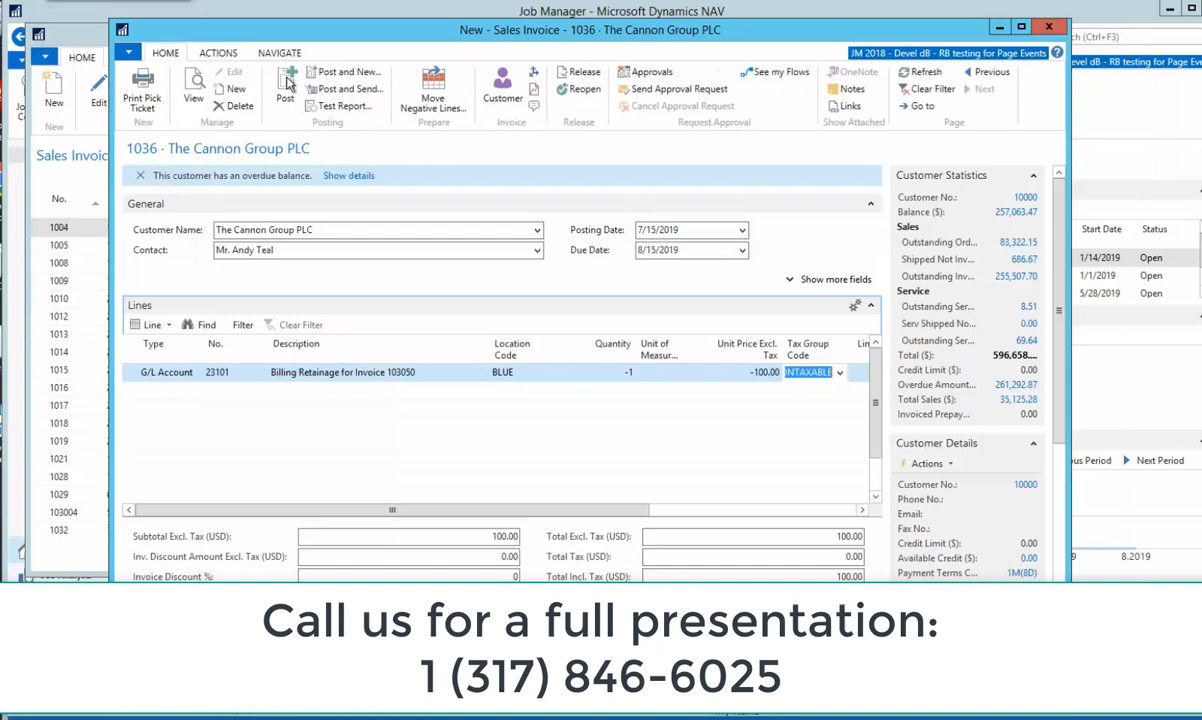 Job Manager - Microsoft Dynamics NAV
New - Sales Invoice - 1036 · The Cannon Group PLC
HOME ACTIONS NAVIGATE
JM 2018 - Devel dB - RB testing for Page Events
(Ctrl+F3)
HOME
New
Edit
New
Print Pick Ticket
New
View
Edit
New
Delete
Manage
Post
Post and New...
Post and Send...
Test Report...
Posting
Move Negative Lines...
Prepare
Customer
Invoice
Release
Reopen
Release
Approvals
Send Approval Request
Cancel Approval Request
Request Approval
See my Flows
OneNote
Notes
Links
Show Attached
Refresh
Clear Filter
Go to
Previous
Next
Page
1036 · The Cannon Group PLC
This customer has an overdue balance. Show details
General
Customer Name: The Cannon Group PLC Posting Date: 7/15/2019
Contact: Mr. Andy Teal Due Date: 8/15/2019
Show more fields
Lines
Line Find Filter Clear Filter
Type No. Description Location Code Quantity Unit of Measur... Unit Price Excl. Tax Tax Group Code
G/L Account 23101 Billing Retainage for Invoice 103050 BLUE -1 -100.00 NTAXABLE
Subtotal Excl. Tax (USD): 100.00 Total Excl. Tax (USD): 100.00
Inv. Discount Amount Excl. Tax (USD): 0.00 Total Tax (USD): 0.00
Invoice Discount %: 0 Total Incl. Tax (USD): 100.00
Customer Statistics
Customer No.: 10000
Balance ($): 257,063.47
Sales
Outstanding Ord... 83,322.15
Shipped Not Inv... 686.67
Outstanding Inv... 255,507.70
Service
Outstanding Ser... 8.51
Serv Shipped No... 0.00
Outstanding Ser... 69.64
Total ($): 596,658....
Credit Limit ($): 0.00
Overdue Amount... 261,292.87
Total Sales ($): 35,125.28
Invoiced Prepay... 0.00
Customer Details
Actions
Customer No.: 10000
Phone No.:
Email:
Fax No.:
Credit Limit ($): 0.00
Available Credit ($): 0.00
Payment Terms C... 1M(8D)
Sales Invoic
No.
1004
1005
1008
1009
1010
1012
1013
1014
1015
1017
1018
1019
1021
1028
1029
103004
1032
Start Date Status
1/14/2019 Open
1/1/2019 Open
5/28/2019 Open
us Period Next Period
8.2019
Call us for a full presentation:
1 (317) 846-6025